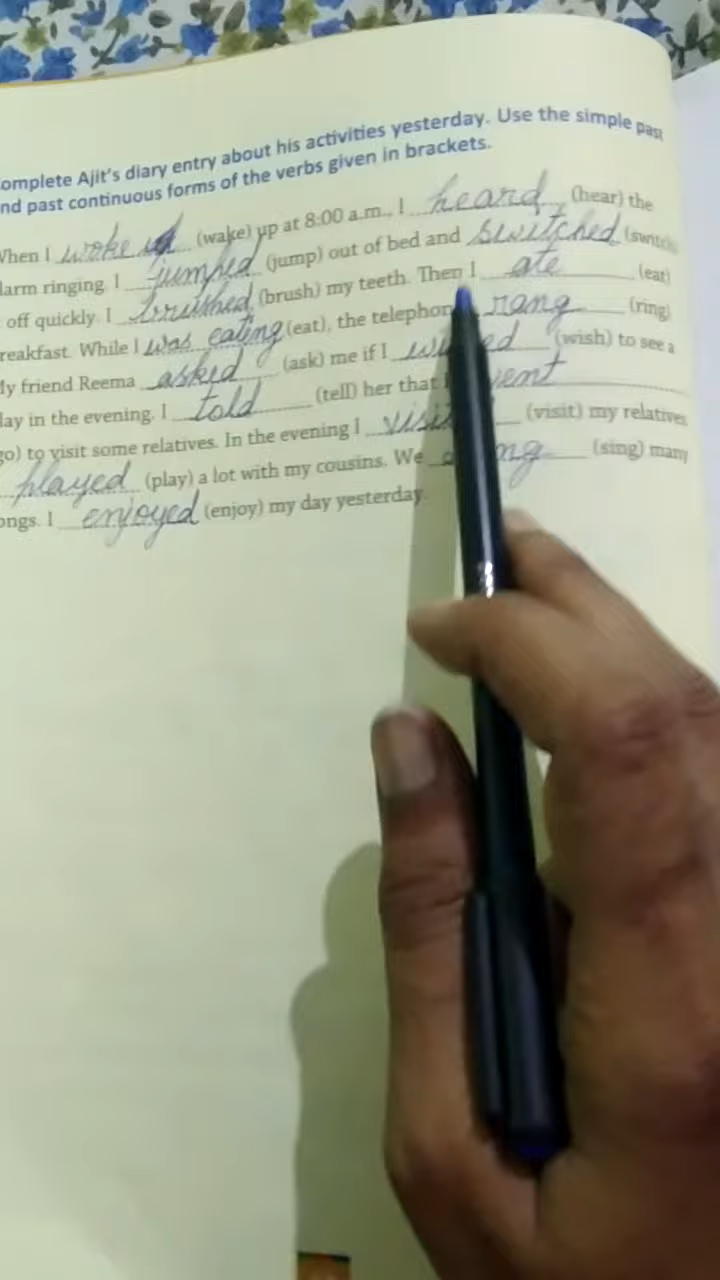 omplete Ajit's diary entry about his activities yesterday. Use the simple past
nd past continuous forms of the verbs given in brackets.
When I woke (wake) up at 8:00 a.m., I heard (hear) the
larm ringing. I jumped (jump) out of bed and switched (switch
off quickly. I brushed (brush) my teeth. Then I ate (eat)
reakfast. While I was eating (eat), the telephon rang (ring)
My friend Reema asked (ask) me if I (wish) to see a
lay in the evening. I told (tell) her that I went
go) to visit some relatives. In the evening I visit (visit) my relatives
played (play) a lot with my cousins. We (sing) many
ongs. I enjoyed (enjoy) my day yesterday.